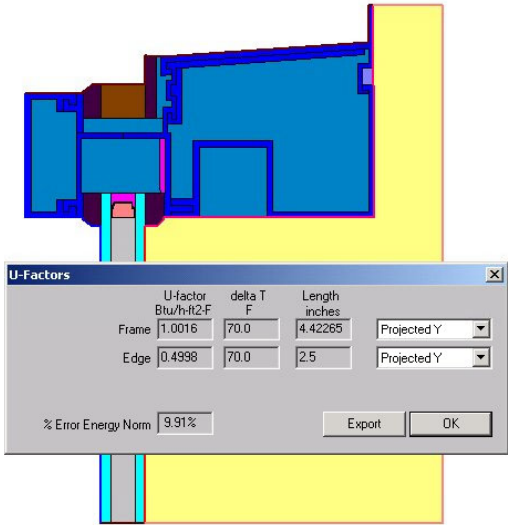 U-Factors
U-factor delta T Length
Btu/h-ft2-F F inches
Frame 1.0016 70.0 4.42265 Projected Y
Edge 0.4998 70.0 2.5 Projected Y
% Error Energy Norm 9.91%
Export OK